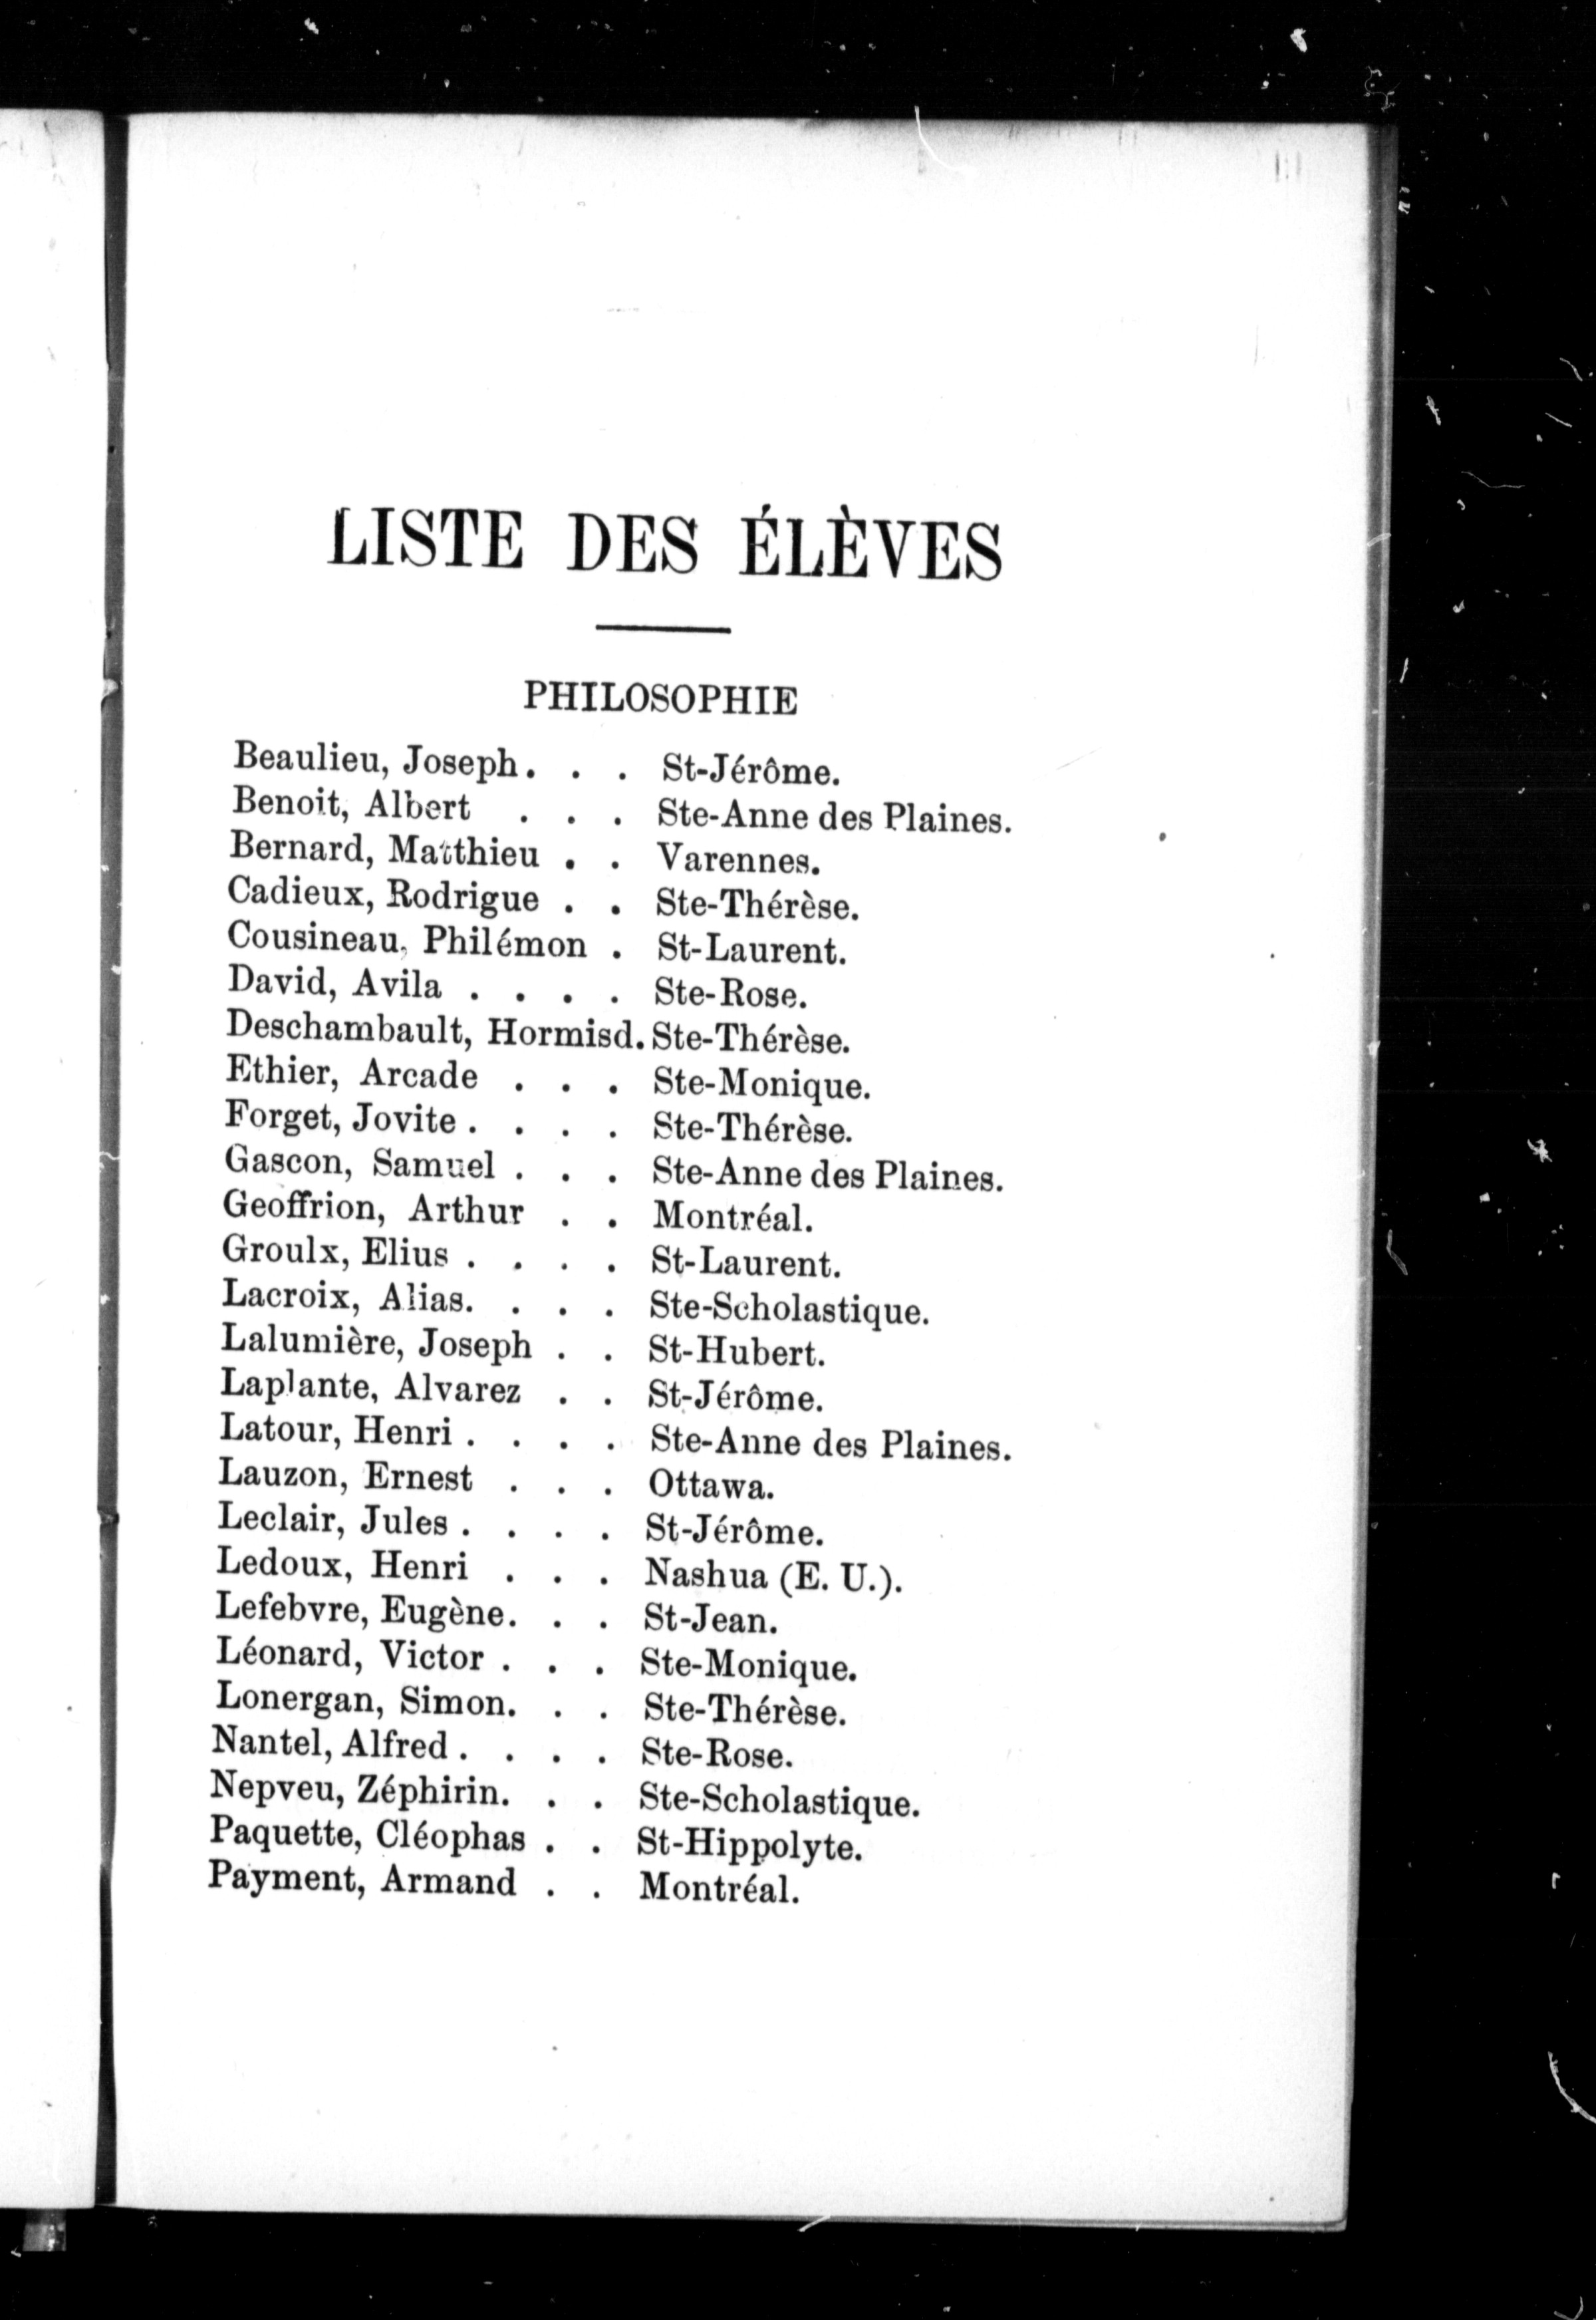 LISTE DES ÉLÈVES
PHILOSOPHIE
Beaulieu, Joseph. . . St-Jérôme.
Benoit, Albert . . . Ste-Anne des Plaines.
Bernard, Matthieu . . Varennes.
Cadieux, Rodrigue . . Ste-Thérèse.
Cousineau, Philémon . St-Laurent.
David, Avila . . . . Ste-Rose.
Deschambault, Hormisd. Ste-Thérèse.
Ethier, Arcade . . . Ste-Monique.
Forget, Jovite . . . . Ste-Thérèse.
Gascon, Samuel . . . Ste-Anne des Plaines.
Geoffrion, Arthur . . Montréal.
Groulx, Elius . . . . St-Laurent.
Lacroix, Alias. . . . Ste-Scholastique.
Lalumière, Joseph . . St-Hubert.
Laplante, Alvarez . . St-Jérôme.
Latour, Henri . . . . Ste-Anne des Plaines.
Lauzon, Ernest . . . Ottawa.
Leclair, Jules . . . . St-Jérôme.
Ledoux, Henri . . . Nashua (E. U.).
Lefebvre, Eugène. . . St-Jean.
Léonard, Victor . . . Ste-Monique.
Lonergan, Simon. . . Ste-Thérèse.
Nantel, Alfred . . . . Ste-Rose.
Nepveu, Zéphirin. . . Ste-Scholastique.
Paquette, Cléophas . . St-Hippolyte.
Payment, Armand . . Montréal.